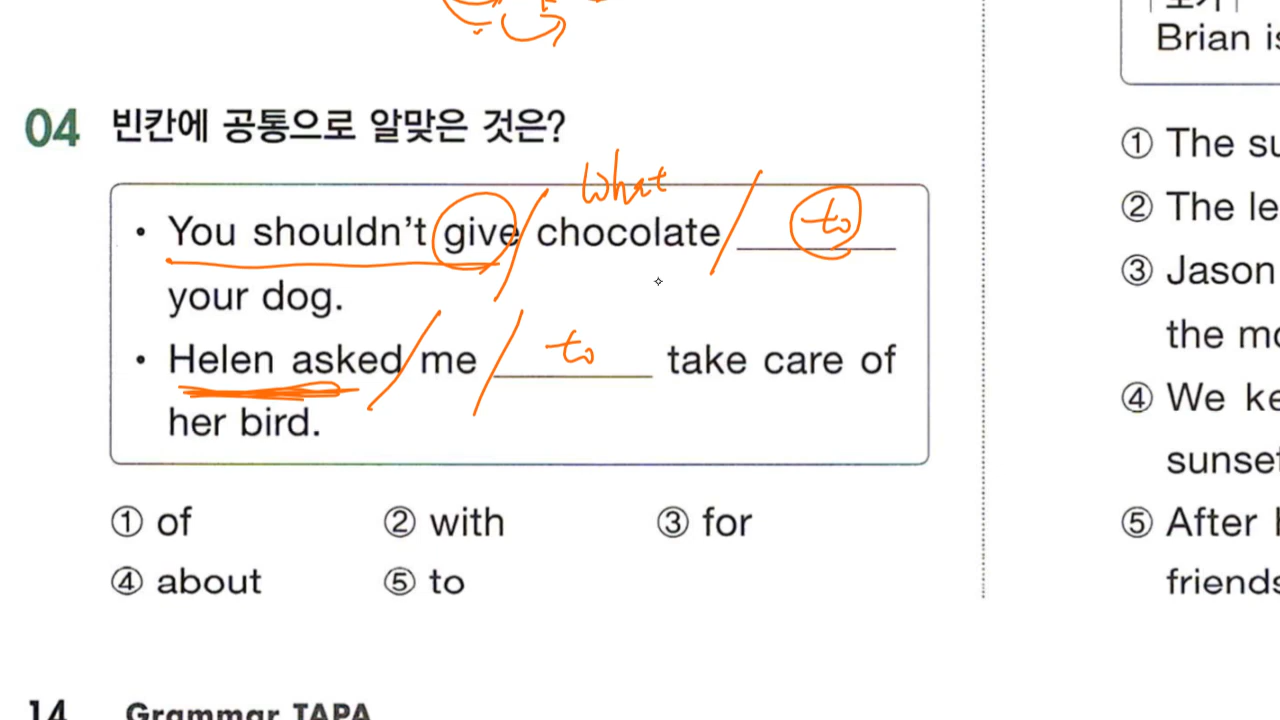 Brian is
04 빈칸에 공통으로 알맞은 것은?
what
• You shouldn't give / chocolate / to
your dog.
• Helen asked / me / to take care of
her bird.
① of ② with ③ for
④ about ⑤ to
① The su
② The le
③ Jason
the mo
④ We ke
sunset
⑤ After
friends
14 Grammar TAPA